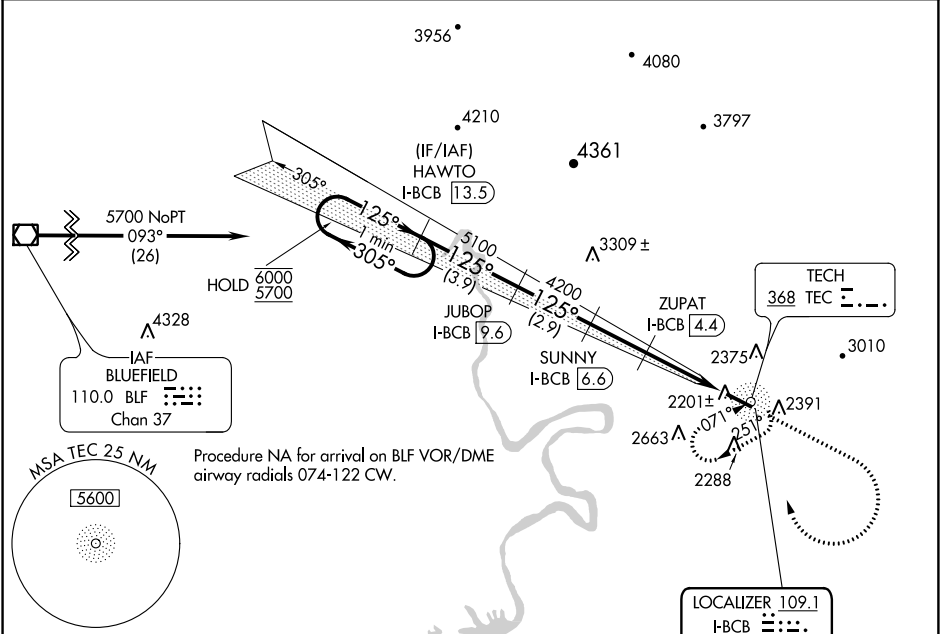 3956
4080
4210
3797
4361
(IF/IAF)
HAWTO
I-BCB 13.5
305°
125°
1 min
305°
5700 NoPT
093°
(26)
HOLD 6000
5700
5100
125°
(3.9)
3309 ±
4200
125°
(2.9)
JUBOP
I-BCB 9.6
SUNNY
I-BCB 6.6
ZUPAT
I-BCB 4.4
TECH
368 TEC
4328
IAF
BLUEFIELD
110.0 BLF
Chan 37
2375
3010
2201±
2391
071°
251°
2663
2288
MSA TEC 25 NM
5600
Procedure NA for arrival on BLF VOR/DME
airway radials 074-122 CW.
LOCALIZER 109.1
I-BCB